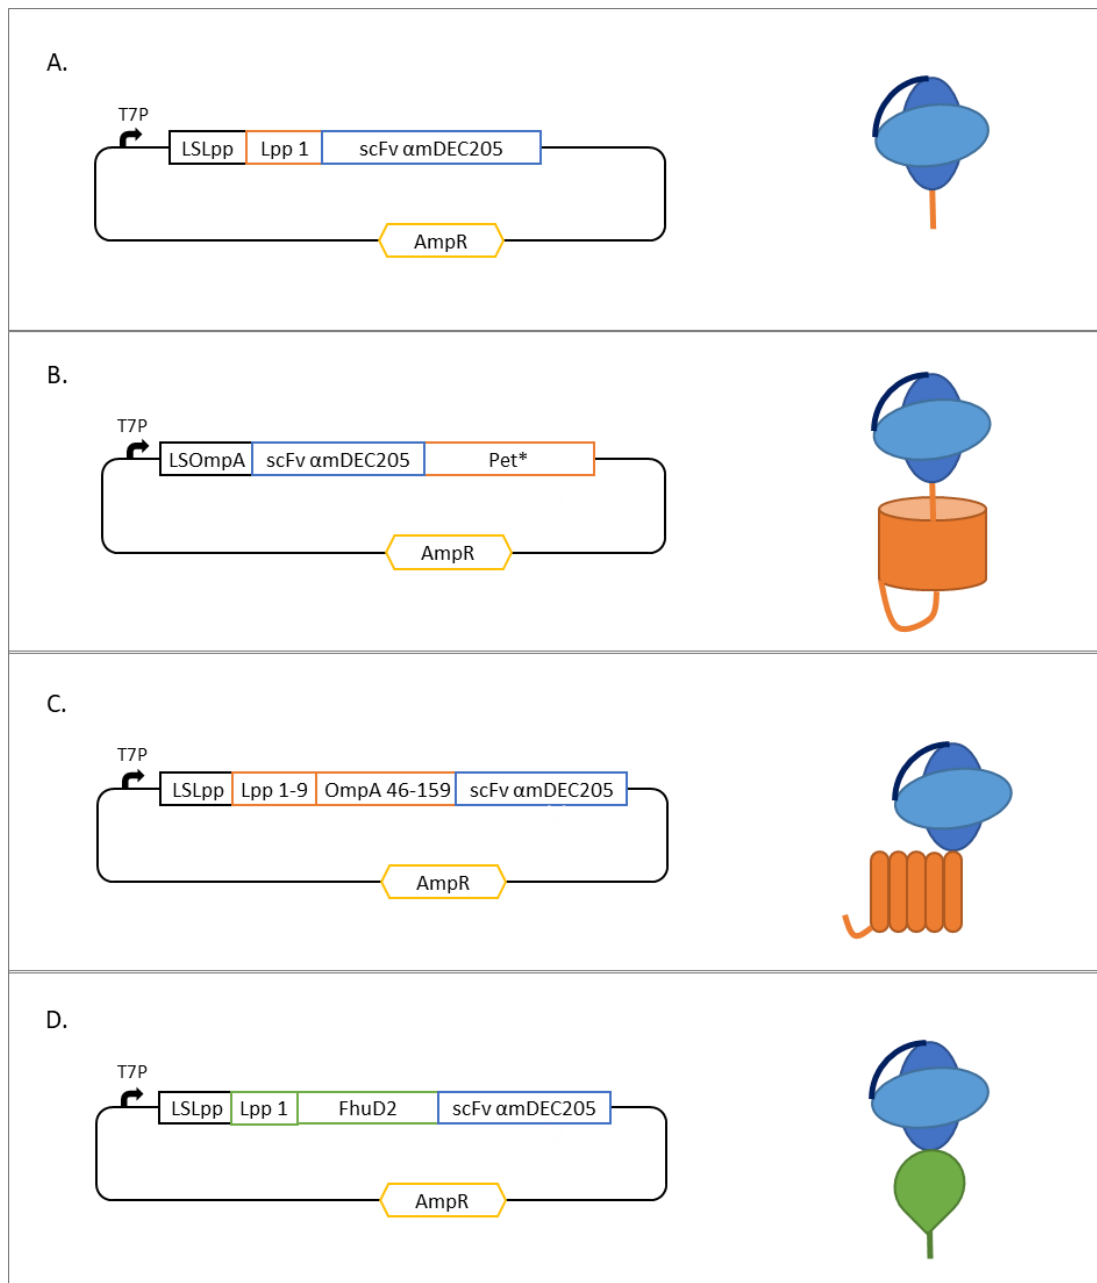 A.
T7P
LSLpp Lpp 1 scFv αmDEC205
AmpR
B.
T7P
LSOmpA scFv αmDEC205 Pet*
AmpR
C.
T7P
LSLpp Lpp 1-9 OmpA 46-159 scFv αmDEC205
AmpR
D.
T7P
LSLpp Lpp 1 FhuD2 scFv αmDEC205
AmpR